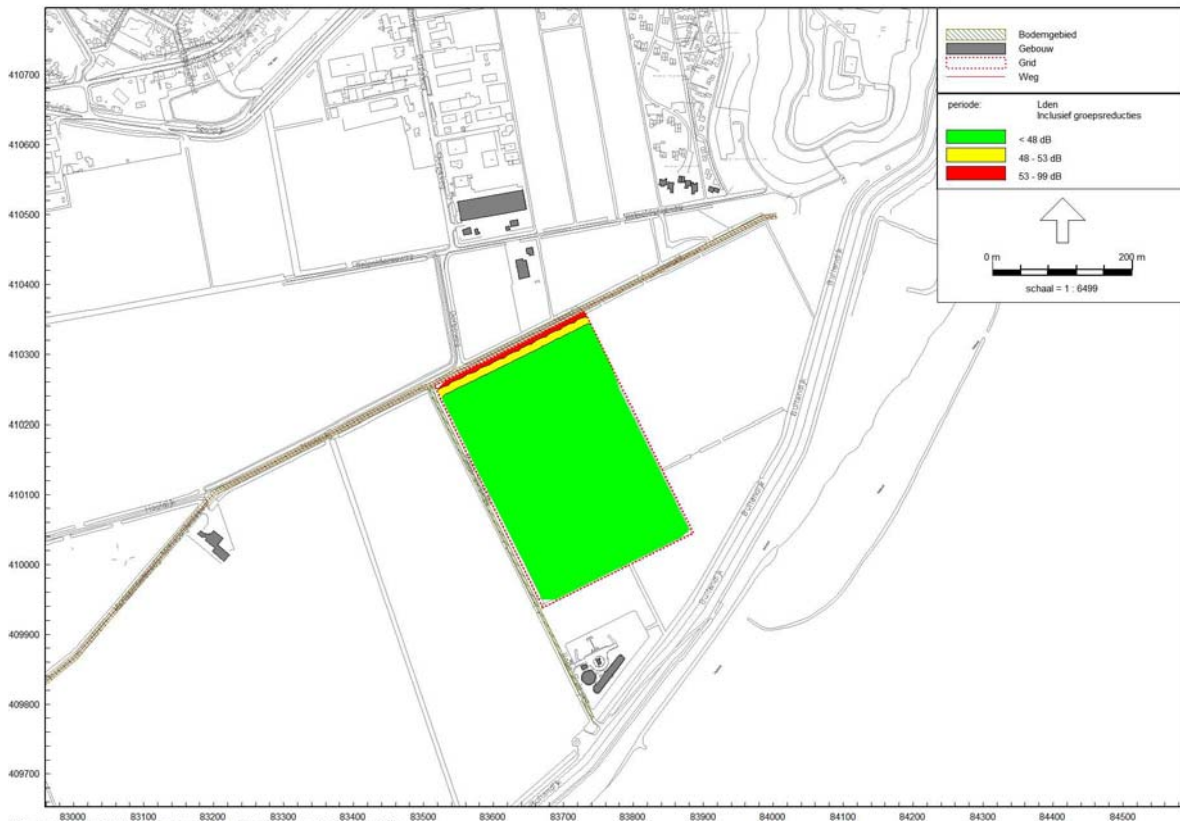 Bodemgebied
Gebouw
Grid
Weg
periode: Lden
Inclusief groepsreducties
< 48 dB
48 - 53 dB
53 - 99 dB
0 m 200 m
schaal = 1 : 6499
410700
410600
410500
410400
410300
410200
410100
410000
409900
409800
409700
83000 83100 83200 83300 83400 83500 83600 83700 83800 83900 84000 84100 84200 84300 84400 84500